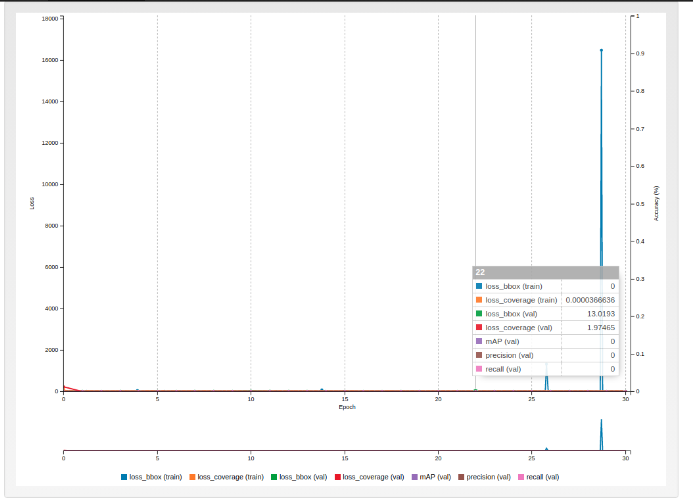 18000
16000
14000
12000
10000
8000
6000
4000
2000
0
Loss
1
0.9
0.8
0.7
0.6
0.5
0.4
0.3
0.2
0.1
0
Accuracy (%)
0 5 10 15 20 25 30
Epoch
22
loss_bbox (train) 0
loss_coverage (train) 0.0000366636
loss_bbox (val) 13.0193
loss_coverage (val) 1.97465
mAP (val) 0
precision (val) 0
recall (val) 0
0 5 10 15 20 25 30
loss_bbox (train) loss_coverage (train) loss_bbox (val) loss_coverage (val) mAP (val) precision (val) recall (val)